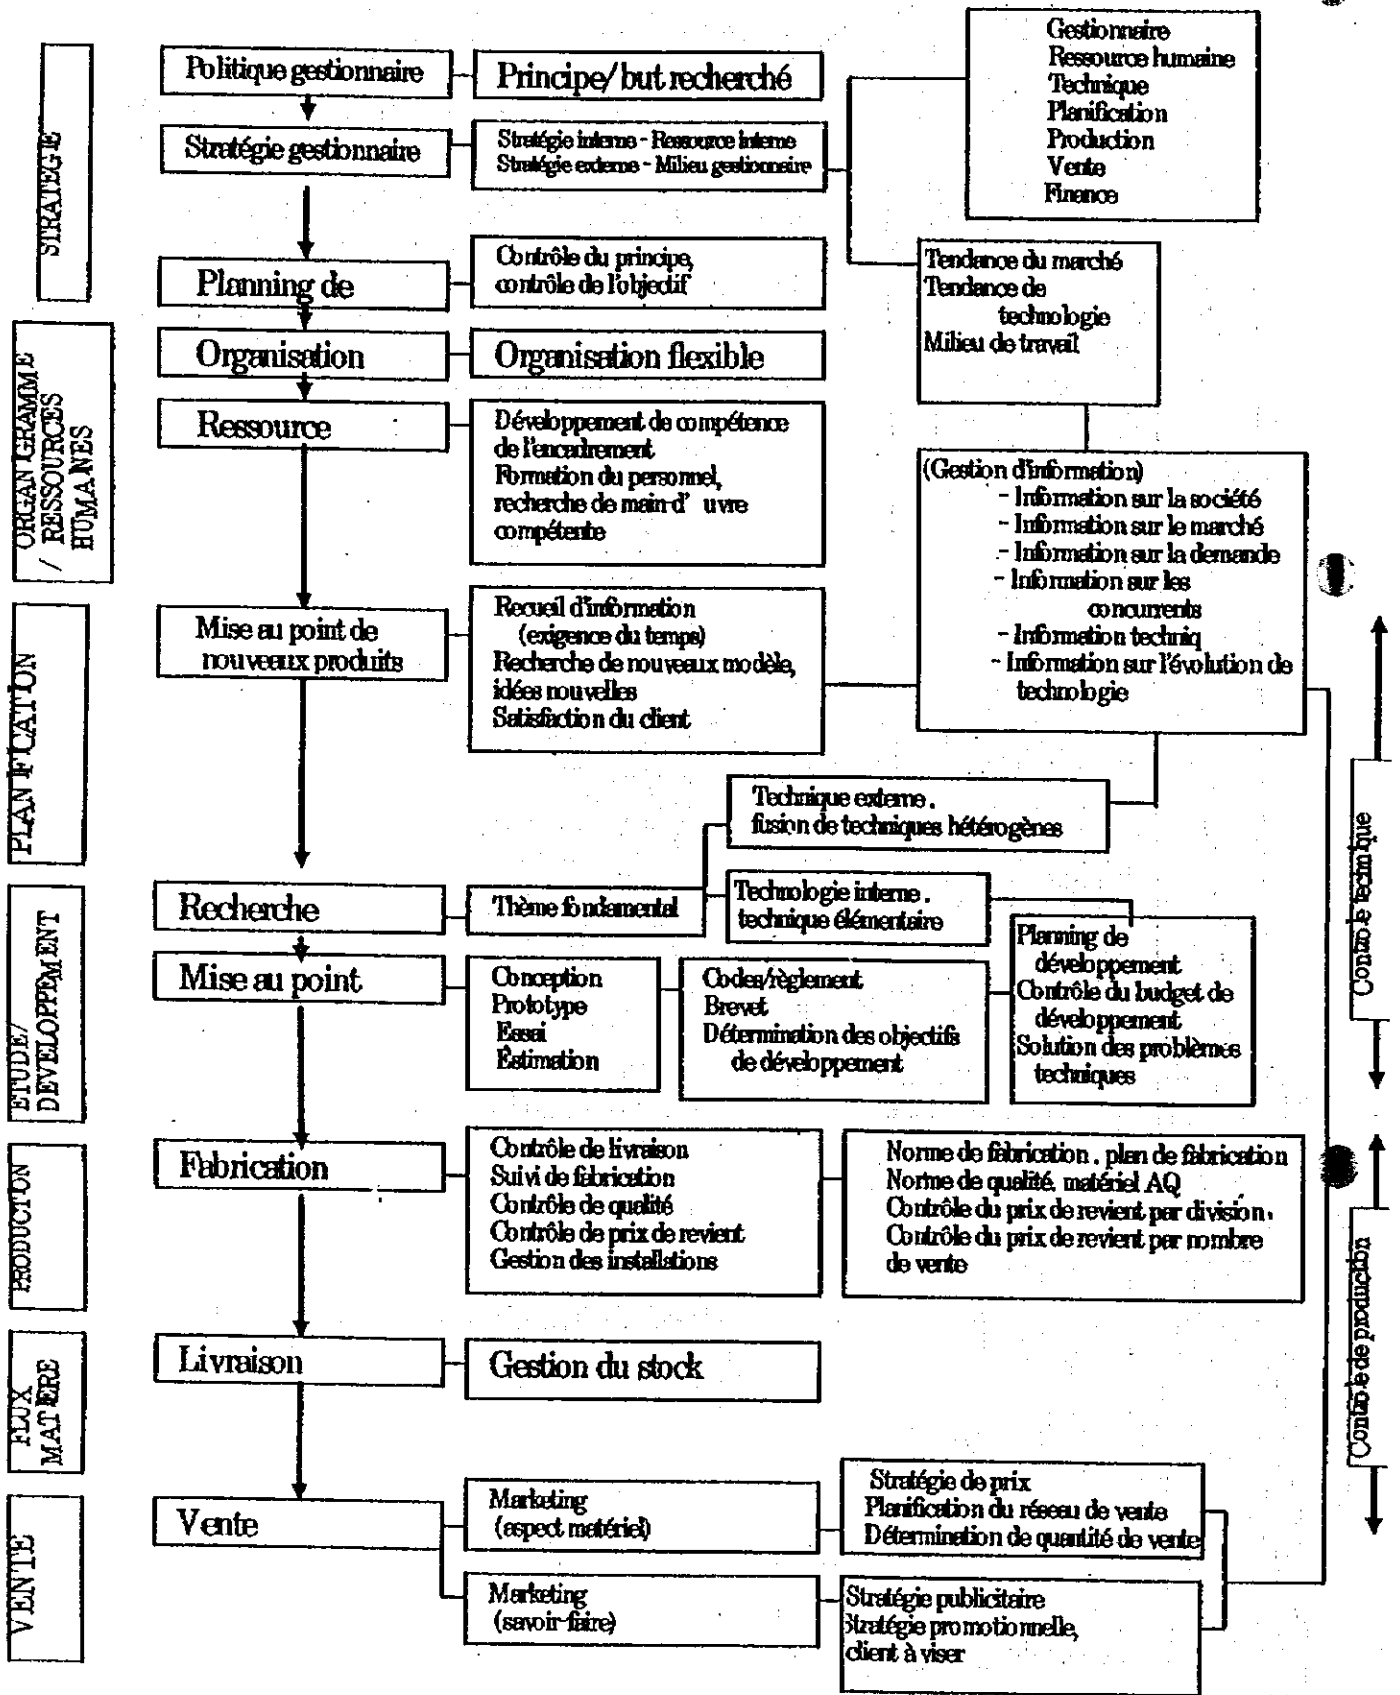 STRATEGIE
Politique gestionnaire
Principe/but recherché
Gestionnaire
Ressource humaine
Technique
Planification
Production
Vente
Finance
Stratégie gestionnaire
Stratégie interne - Ressource interne
Stratégie externe - Milieu gestionnaire
Planning de
Contrôle du principe,
contrôle de l'objectif
Tendance du marché
Tendance de
technologie
Milieu de travail
ORGANGRAMME
/ RESSOURCES
HUMANES
Organisation
Organisation flexible
Ressource
Développement de compétence
de l'encadrement
Formation du personnel,
recherche de main-d' uvre
compétente
(Gestion d'information)
- Information sur la société
- Information sur le marché
- Information sur la demande
- Information sur les
concurrents
- Information techniq
- Information sur l'évolution de
technologie
PLANIFICATION
Mise au point de
nouveaux produits
Recueil d'information
(exigence du temps)
Recherche de nouveaux modèle,
idées nouvelles
Satisfaction du client
Technique externe.
fusion de techniques hétérogènes
ETUDE/
DEVELOPPEMENT
Recherche
Thème fondamental
Technologie interne.
technique élémentaire
Mise au point
Conception
Prototype
Essai
Estimation
Codes/règlement
Brevet
Détermination des objectifs
de développement
Planning de
développement
Contrôle du budget de
développement
Solution des problèmes
techniques
Controle technique
PRODUCTION
Fabrication
Contrôle de livraison
Suivi de fabrication
Contrôle de qualité
Contrôle de prix de revient
Gestion des installations
Norme de fabrication. plan de fabrication
Norme de qualité. matériel AQ
Contrôle du prix de revient par division.
Contrôle du prix de revient par nombre
de vente
Controle de production
FLUX
MATIERE
Livraison
Gestion du stock
VENTE
Vente
Marketing
(aspect matériel)
Stratégie de prix
Planification du réseau de vente
Détermination de quantité de vente
Marketing
(savoir-faire)
Stratégie publicitaire
Stratégie promotionnelle,
client à viser